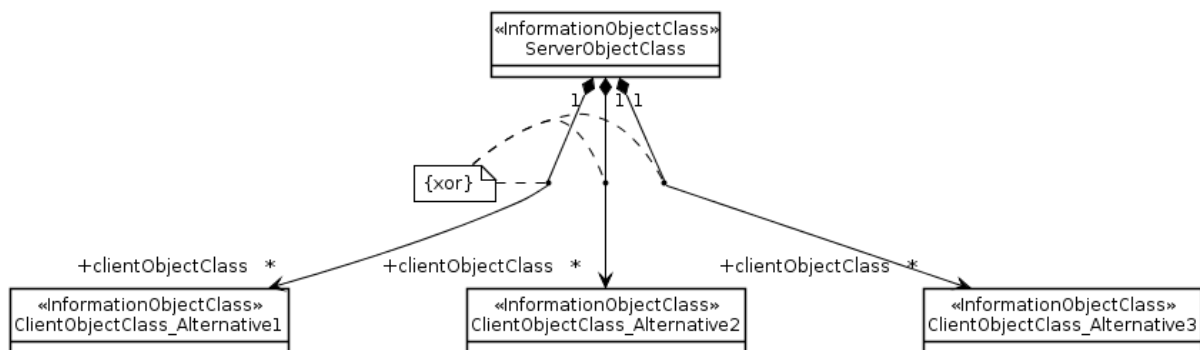 «InformationObjectClass»
ServerObjectClass
1 1 1
{xor}
+clientObjectClass * +clientObjectClass * +clientObjectClass *
«InformationObjectClass» «InformationObjectClass» «InformationObjectClass»
ClientObjectClass_Alternative1 ClientObjectClass_Alternative2 ClientObjectClass_Alternative3